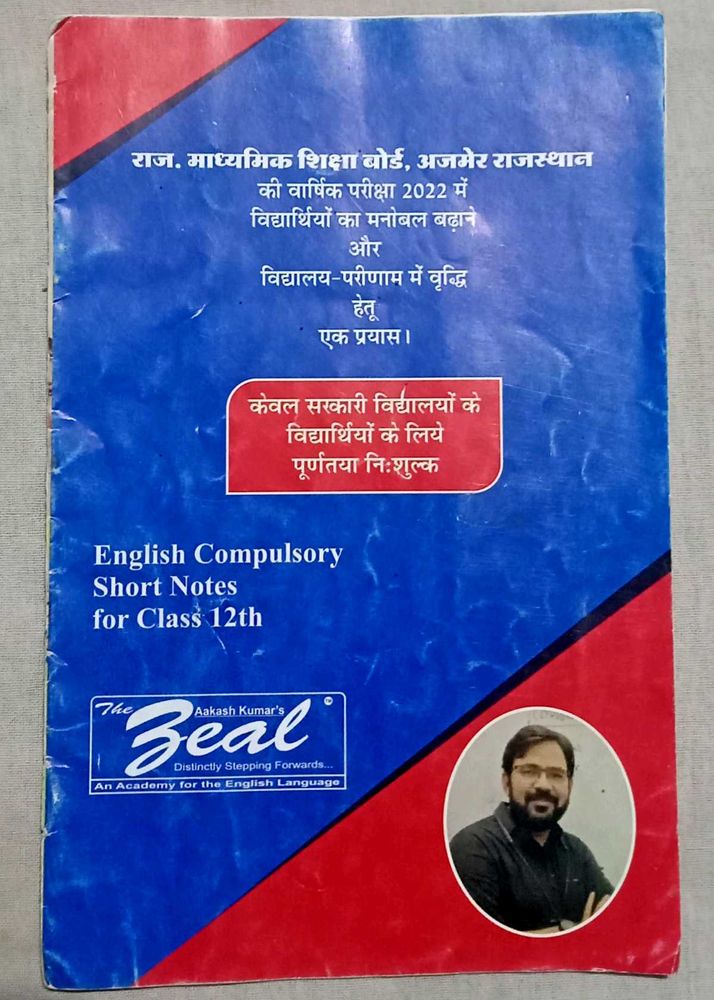 राज. माध्यमिक शिक्षा बोर्ड, अजमेर राजस्थान
की वार्षिक परीक्षा 2022 में
विद्यार्थियों का मनोबल बढ़ाने
और
विद्यालय-परीणाम में वृद्धि
हेतू
एक प्रयास।
केवल सरकारी विद्यालयों के
विद्यार्थियों के लिये
पूर्णतया निःशुल्क
English Compulsory
Short Notes
for Class 12th
The Aakash Kumar's TM
Zeal
Distinctly Stepping Forwards...
An Academy for the English Language